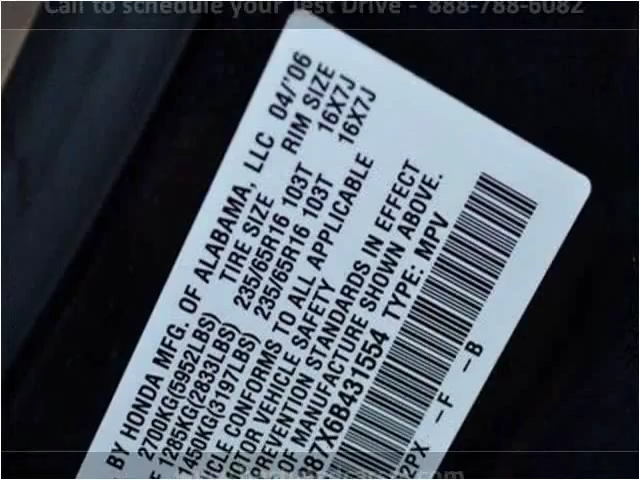 Call to schedule your Test Drive - 888-788-6082
BY HONDA MFG. OF ALABAMA, LLC 04/'06
TIRE SIZE RIM SIZE
2700KG(5952LBS)
1285KG(2833LBS) 235/65R16 103T 16X7J
1450KG(3197LBS) 235/65R16 103T 16X7J
CONFORMS TO ALL APPLICABLE
VEHICLE SAFETY
PREVENTION STANDARDS IN EFFECT
OF MANUFACTURE SHOWN ABOVE.
87X6B431554 TYPE: MPV
2PX -F -B